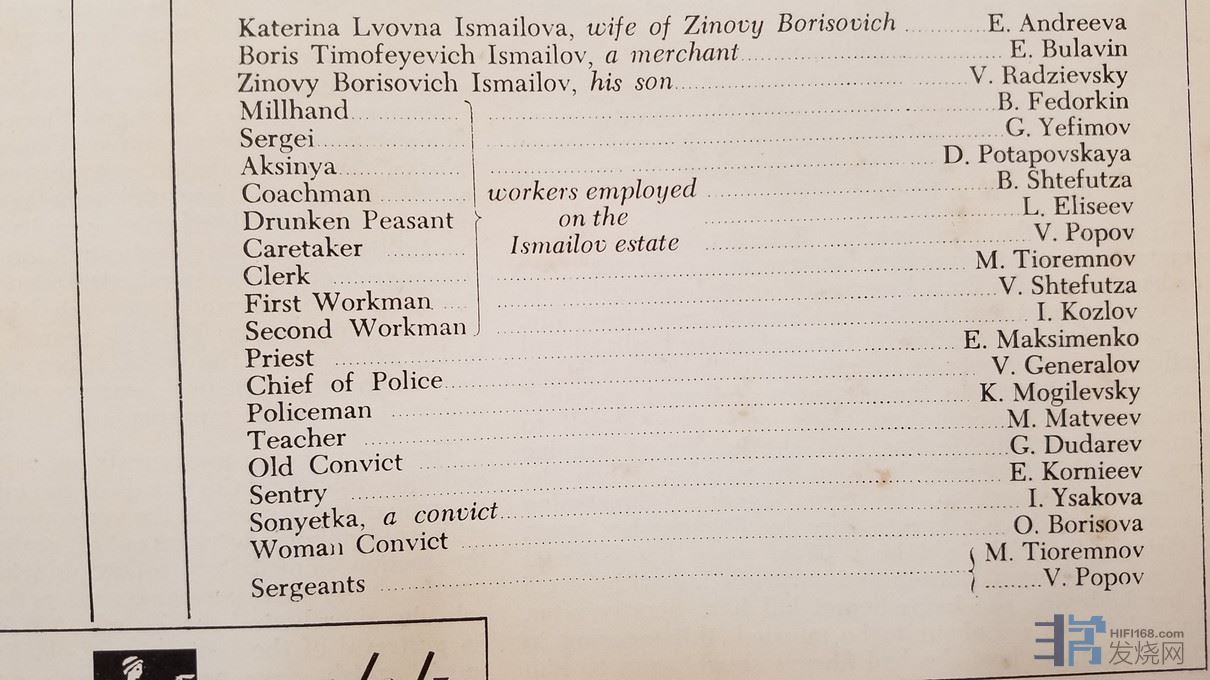 Katerina Lvovna Ismailova, wife of Zinovy Borisovich ..... E. Andreeva
Boris Timofeyevich Ismailov, a merchant ..... E. Bulavin
Zinovy Borisovich Ismailov, his son ..... V. Radzievsky
Millhand ..... B. Fedorkin
Sergei ..... G. Yefimov
Aksinya ..... D. Potapovskaya
Coachman ..... workers employed ..... B. Shtefutza
Drunken Peasant on the ..... L. Eliseev
Caretaker ..... Ismailov estate ..... V. Popov
Clerk ..... M. Tioremnov
First Workman ..... V. Shtefutza
Second Workman ..... I. Kozlov
Priest ..... E. Maksimenko
Chief of Police ..... V. Generalov
Policeman ..... K. Mogilevsky
Teacher ..... M. Matveev
Old Convict ..... G. Dudarev
Sentry ..... E. Kornieev
Sonyetka, a convict ..... I. Ysakova
Woman Convict ..... O. Borisova
Sergeants ..... { M. Tioremnov
..... V. Popov
HIFI168.com
发烧网